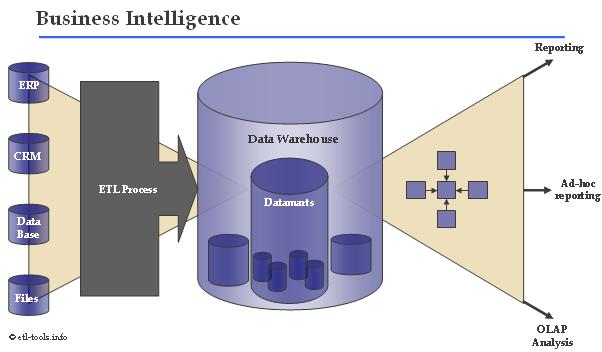 Business Intelligence
Reporting
ERP
Data Warehouse
CRM
ETL Process
Datamarts
Ad-hoc
reporting
Data
Base
Files
OLAP
Analysis
© etl-tools.info